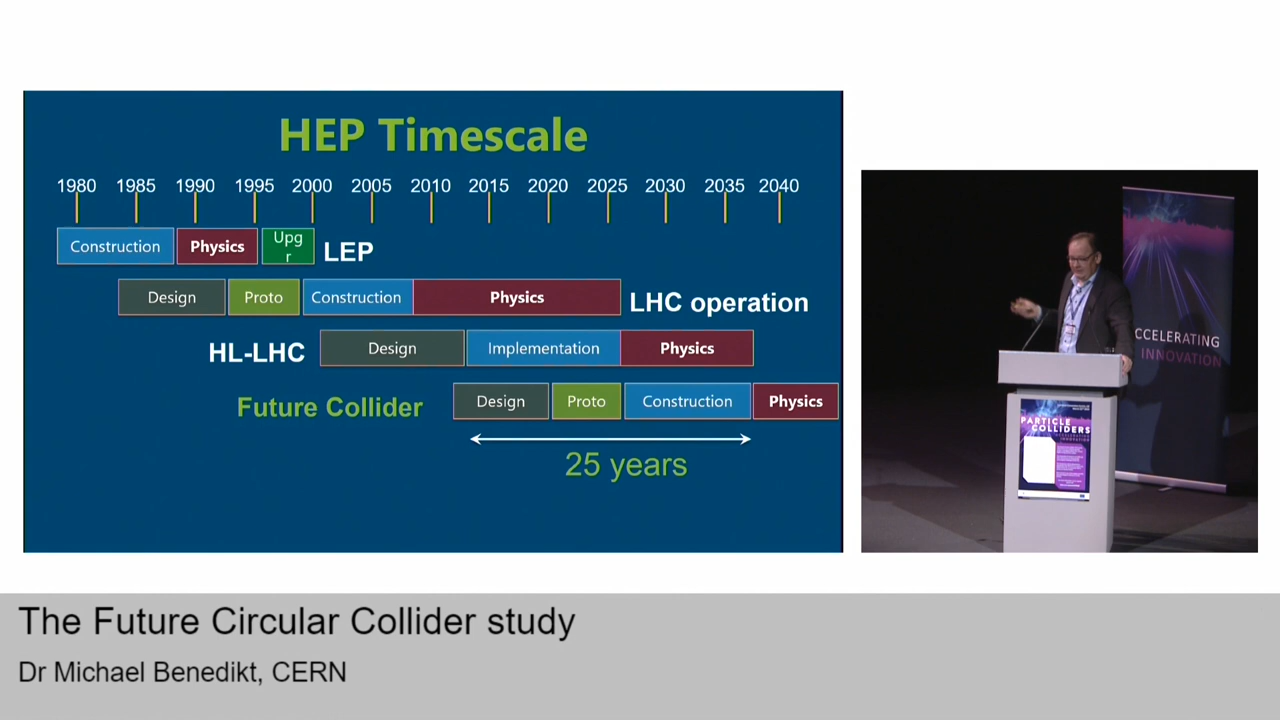 HEP Timescale
1980 1985 1990 1995 2000 2005 2010 2015 2020 2025 2030 2035 2040
Construction Physics Upg
r
LEP
Design Proto Construction Physics LHC operation
HL-LHC Design Implementation Physics
Future Collider Design Proto Construction Physics
25 years
CCELERATING
INNOVATION
PARTICLE
COLLIDERS
The Future Circular Collider study
Dr Michael Benedikt, CERN